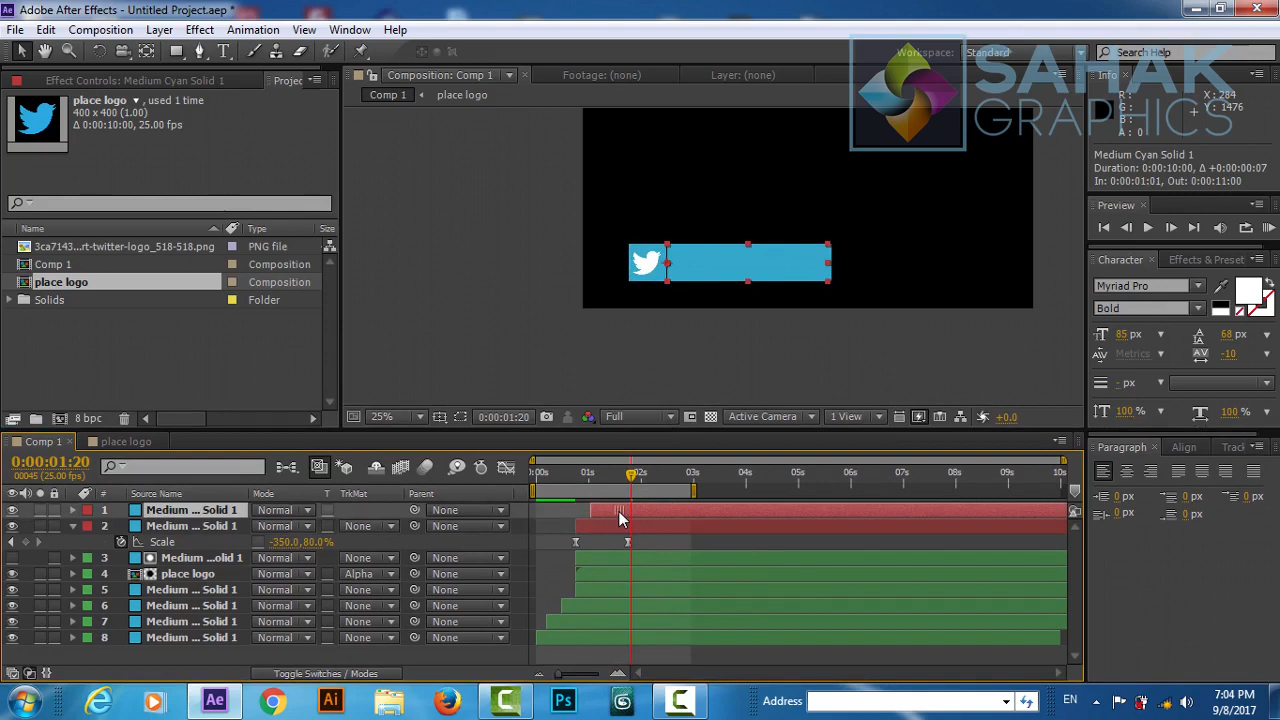 Adobe After Effects - Untitled Project.aep *
File Edit Composition Layer Effect Animation View Window Help
Workspace: Standard
Search Help
SAHAK
GRAPHICS
Effect Controls: Medium Cyan Solid 1
Projec
place logo ▼ , used 1 time
400 x 400 (1.00)
Δ 0:00:10:00, 25.00 fps
Name Type Size
3ca7143...rt-twitter-logo_518-518.png PNG file
Comp 1 Composition
place logo Composition
Solids Folder
8 bpc
Composition: Comp 1
Footage: (none)
Layer: (none)
Comp 1 place logo
25% 0:00:01:20 Full Active Camera 1 View +0.0
Info
R :
G :
B :
A : 0
X: 284
Y: 1476
Medium Cyan Solid 1
Duration: 0:00:10:00, Δ +0:00:00:07
In: 0:00:01:01, Out: 0:00:11:00
Preview
Character Effects & Preset
Myriad Pro
Bold
85 px 68 px
Metrics -10
- px
100 % 100 %
Paragraph Align Tracl
0 px 0 px 0 px
0 px 0 px
Comp 1 place logo
0:00:01:20
00045 (25.00 fps)
:00s 01s 02s 03s 04s 05s 06s 07s 08s 09s 10s
# Source Name Mode T TrkMat Parent
1 Medium ... Solid 1 Normal None
2 Medium ... Solid 1 Normal None None
Scale -350.0,80.0%
3 Medium ...olid 1 Normal None None
4 place logo Normal Alpha None
5 Medium ... Solid 1 Normal None None
6 Medium ... Solid 1 Normal None None
7 Medium ... Solid 1 Normal None None
8 Medium ... Solid 1 Normal None None
Toggle Switches / Modes
Ae Ai Ps
Address
EN
7:04 PM
9/8/2017